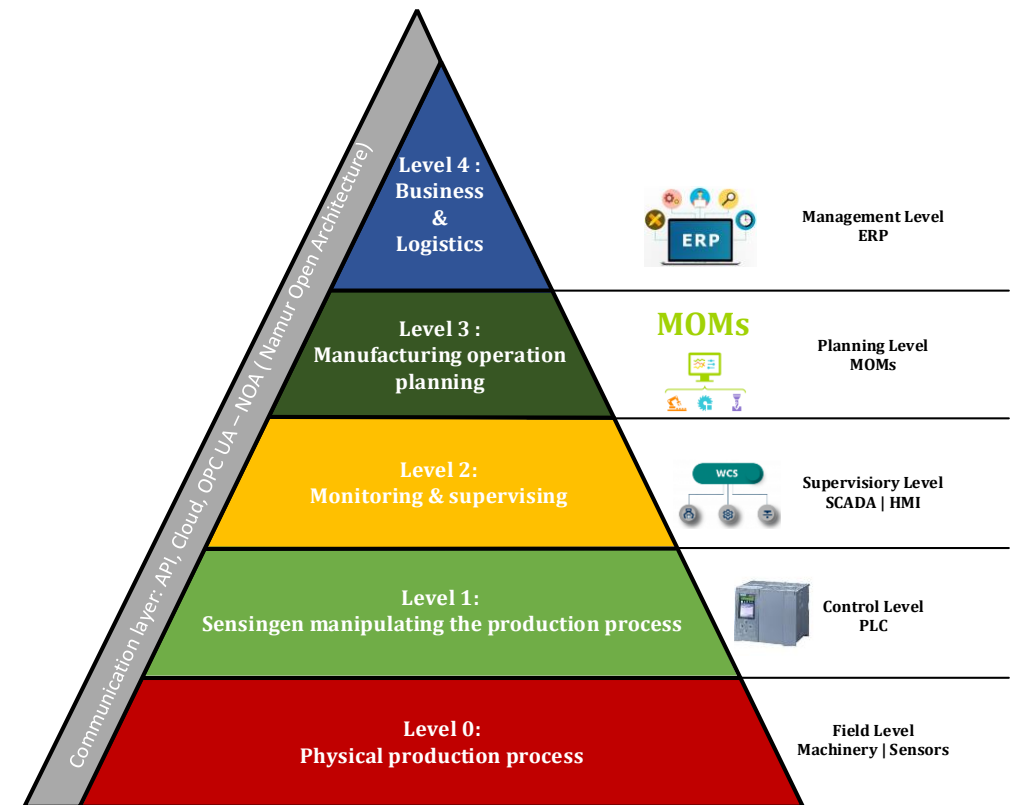 Communication layer: API, Cloud, OPC UA – NOA ( Namur Open Architecture)
Level 4 :
Business
&
Logistics
ERP
Management Level
ERP
Level 3 :
Manufacturing operation
planning
MOMs
Planning Level
MOMs
Level 2:
Monitoring & supervising
WCS
Supervisiory Level
SCADA | HMI
Level 1:
Sensingen manipulating the production process
Control Level
PLC
Level 0:
Physical production process
Field Level
Machinery | Sensors